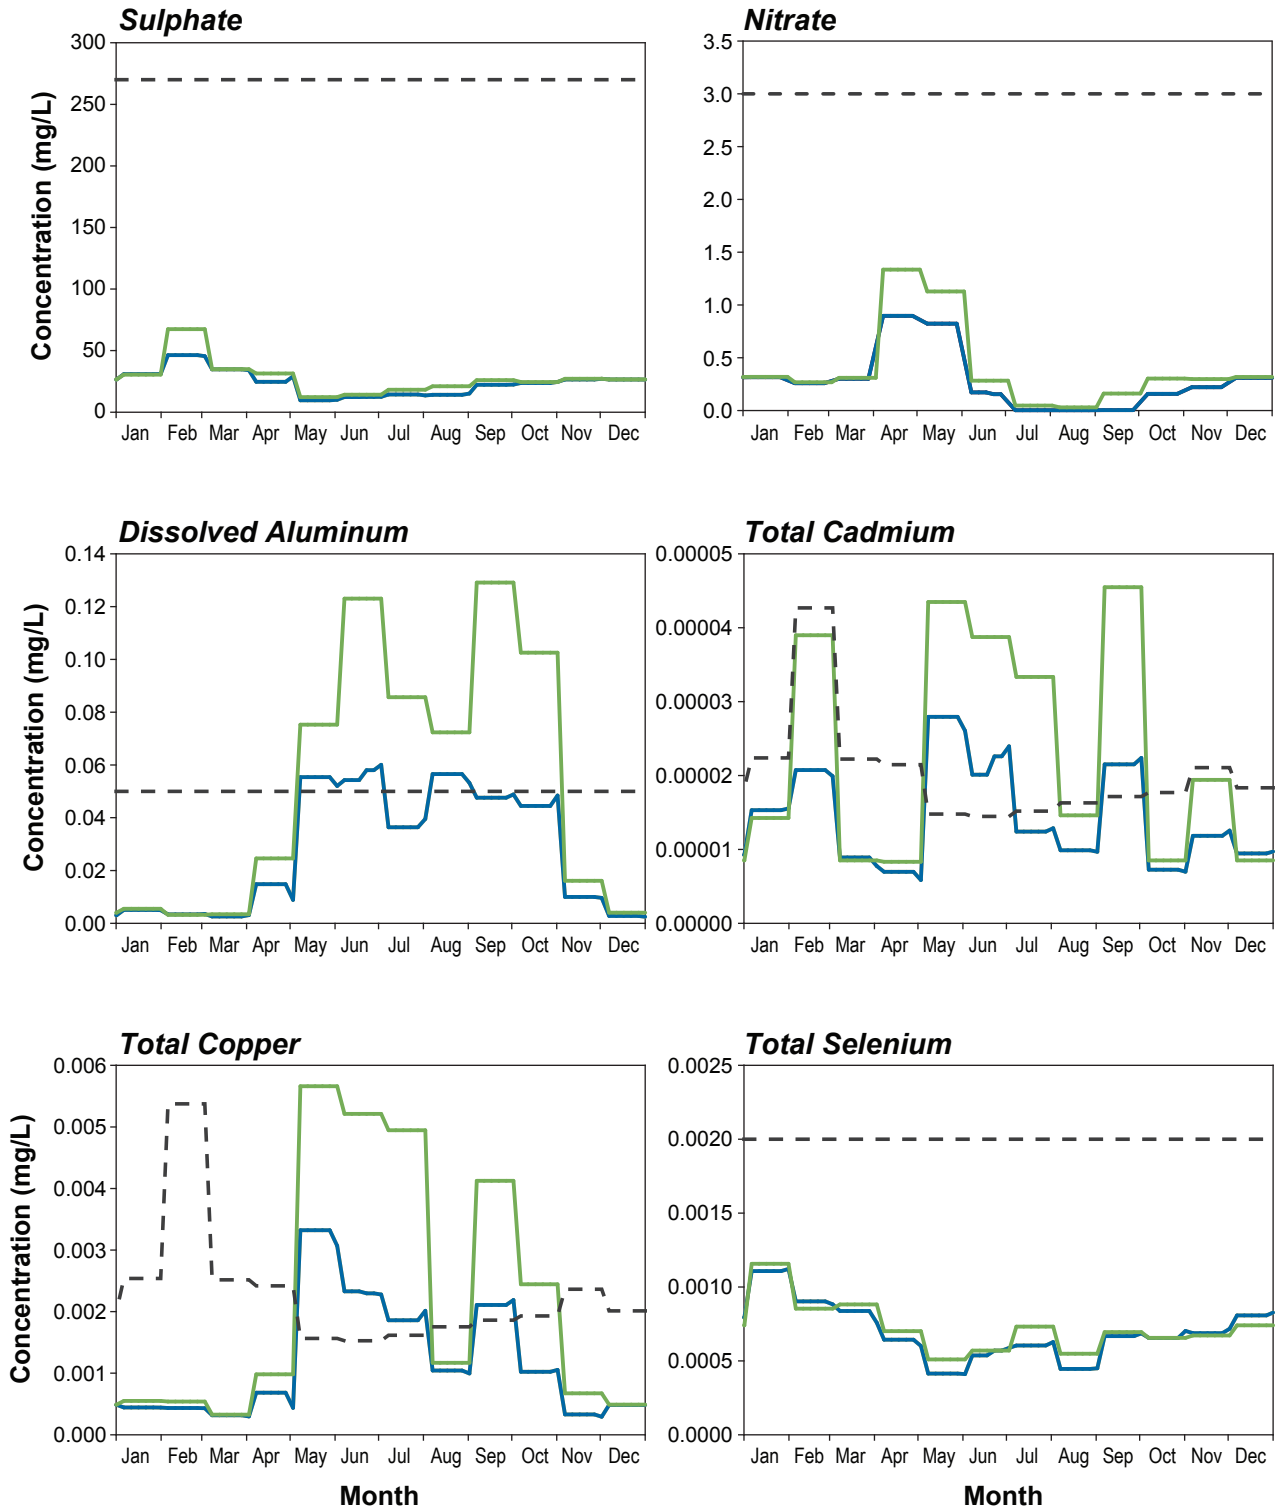 Sulphate
300
250
200
150
100
50
0
Concentration (mg/L)
Jan Feb Mar Apr May Jun Jul Aug Sep Oct Nov Dec
Nitrate
3.5
3.0
2.5
2.0
1.5
1.0
0.5
0.0
Jan Feb Mar Apr May Jun Jul Aug Sep Oct Nov Dec
Dissolved Aluminum
0.14
0.12
0.10
0.08
0.06
0.04
0.02
0.00
Concentration (mg/L)
Jan Feb Mar Apr May Jun Jul Aug Sep Oct Nov Dec
Total Cadmium
0.00005
0.00004
0.00003
0.00002
0.00001
0.00000
Jan Feb Mar Apr May Jun Jul Aug Sep Oct Nov Dec
Total Copper
0.006
0.005
0.004
0.003
0.002
0.001
0.000
Concentration (mg/L)
Jan Feb Mar Apr May Jun Jul Aug Sep Oct Nov Dec
Month
Total Selenium
0.0025
0.0020
0.0015
0.0010
0.0005
0.0000
Jan Feb Mar Apr May Jun Jul Aug Sep Oct Nov Dec
Month